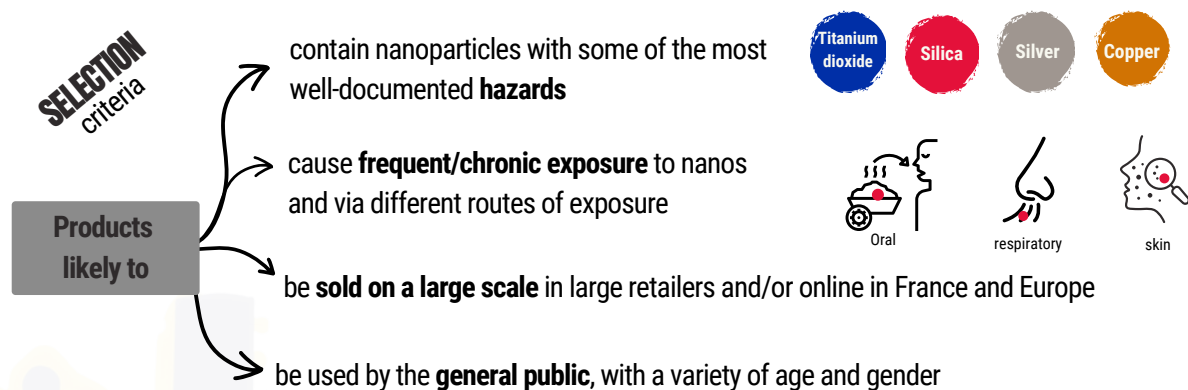 SELECTION
criteria
Products
likely to
contain nanoparticles with some of the most
well-documented hazards
Titanium
dioxide
Silica
Silver
Copper
cause frequent/chronic exposure to nanos
and via different routes of exposure
Oral
respiratory
skin
be sold on a large scale in large retailers and/or online in France and Europe
be used by the general public, with a variety of age and gender